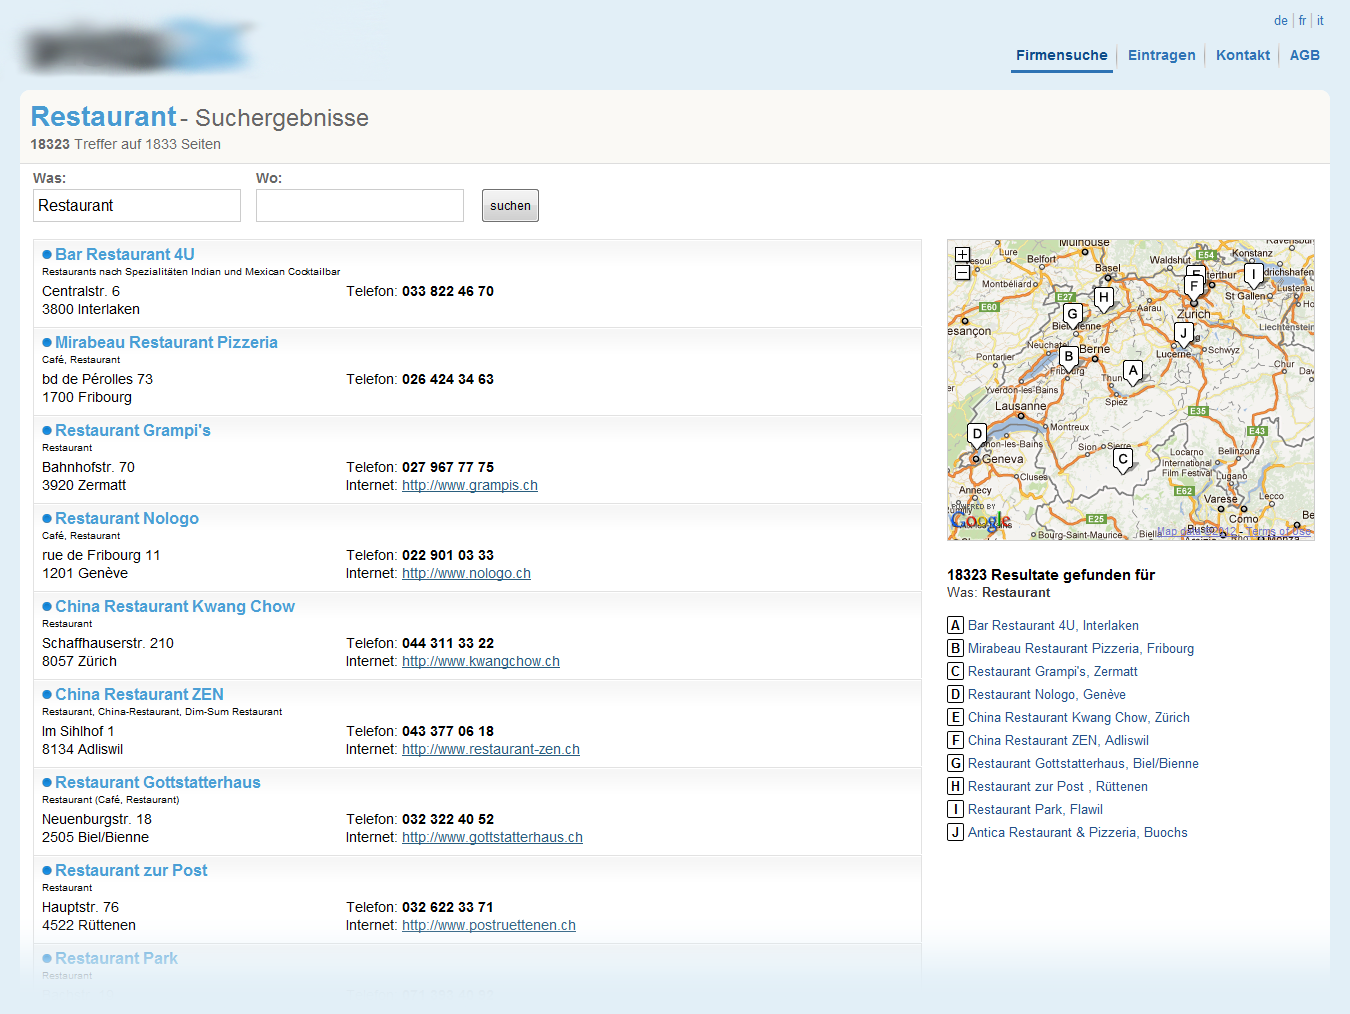 de | fr | it
Firmensuche
Eintragen
Kontakt
AGB
Restaurant - Suchergebnisse
18323 Treffer auf 1833 Seiten
Was:
Wo:
Restaurant
suchen
Bar Restaurant 4U
Restaurants nach Spezialitäten Indian und Mexican Cocktailbar
Centralstr. 6
Telefon: 033 822 46 70
3800 Interlaken
Mirabeau Restaurant Pizzeria
Café, Restaurant
bd de Pérolles 73
Telefon: 026 424 34 63
1700 Fribourg
Restaurant Grampi's
Restaurant
Bahnhofstr. 70
Telefon: 027 967 77 75
3920 Zermatt
Internet: http://www.grampis.ch
Restaurant Nologo
Café, Restaurant
rue de Fribourg 11
Telefon: 022 901 03 33
1201 Genève
Internet: http://www.nologo.ch
China Restaurant Kwang Chow
Restaurant
Schaffhauserstr. 210
Telefon: 044 311 33 22
8057 Zürich
Internet: http://www.kwangchow.ch
China Restaurant ZEN
Restaurant, China-Restaurant, Dim-Sum Restaurant
Im Sihlhof 1
Telefon: 043 377 06 18
8134 Adliswil
Internet: http://www.restaurant-zen.ch
Restaurant Gottstatterhaus
Restaurant (Café, Restaurant)
Neuenburgstr. 18
Telefon: 032 322 40 52
2505 Biel/Bienne
Internet: http://www.gottstatterhaus.ch
Restaurant zur Post
Restaurant
Hauptstr. 76
Telefon: 032 622 33 71
4522 Rüttenen
Internet: http://www.postruettenen.ch
Restaurant Park
Restaurant
Mulhouse
Lure
Belfort
Basel
Waldshut
E54
Konstanz
Montbéliard
E60
E27
H
F
I
G
Aarau
Zurich
St Gallen
Liechtenstein
Neuchatel
Berne
J
Lucerne
Schwyz
Pontarlier
B
Fribourg
A
Chur
Yverdon-les-Bains
Spiez
Lausanne
E35
E43
Montreux
D
Geneva
Sion
Sierre
C
Locarno
International
Film Festival
Bellinzona
Lugano
Annecy
Cluses
E62
Varese
Lecco
Como
POWERED BY
Google
E25
Bourg-Saint-Maurice
Biella
Busto
Monza
Terms of Use
18323 Resultate gefunden für
Was: Restaurant
A Bar Restaurant 4U, Interlaken
B Mirabeau Restaurant Pizzeria, Fribourg
C Restaurant Grampi's, Zermatt
D Restaurant Nologo, Genève
E China Restaurant Kwang Chow, Zürich
F China Restaurant ZEN, Adliswil
G Restaurant Gottstatterhaus, Biel/Bienne
H Restaurant zur Post , Rüttenen
I Restaurant Park, Flawil
J Antica Restaurant & Pizzeria, Buochs